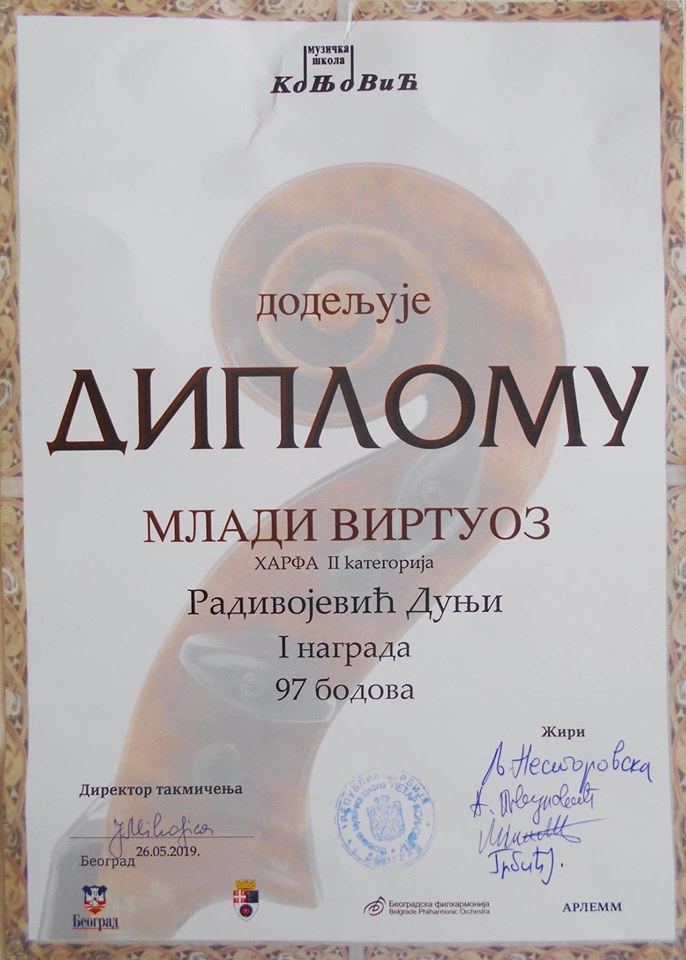 музичка
школа
КоЊоВиЋ
додељује
ДИПЛОМУ
МЛАДИ ВИРТУОЗ
ХАРФА II категорија
Радивојевић Дуњи
I награда
97 бодова
Жири
Љ Несторовска
Директор такмичења
26.05.2019.
Београд
Грбић Ј.
Београд
Београдска филхармонија
Belgrade Philharmonic Orchestra
АРЛЕММ